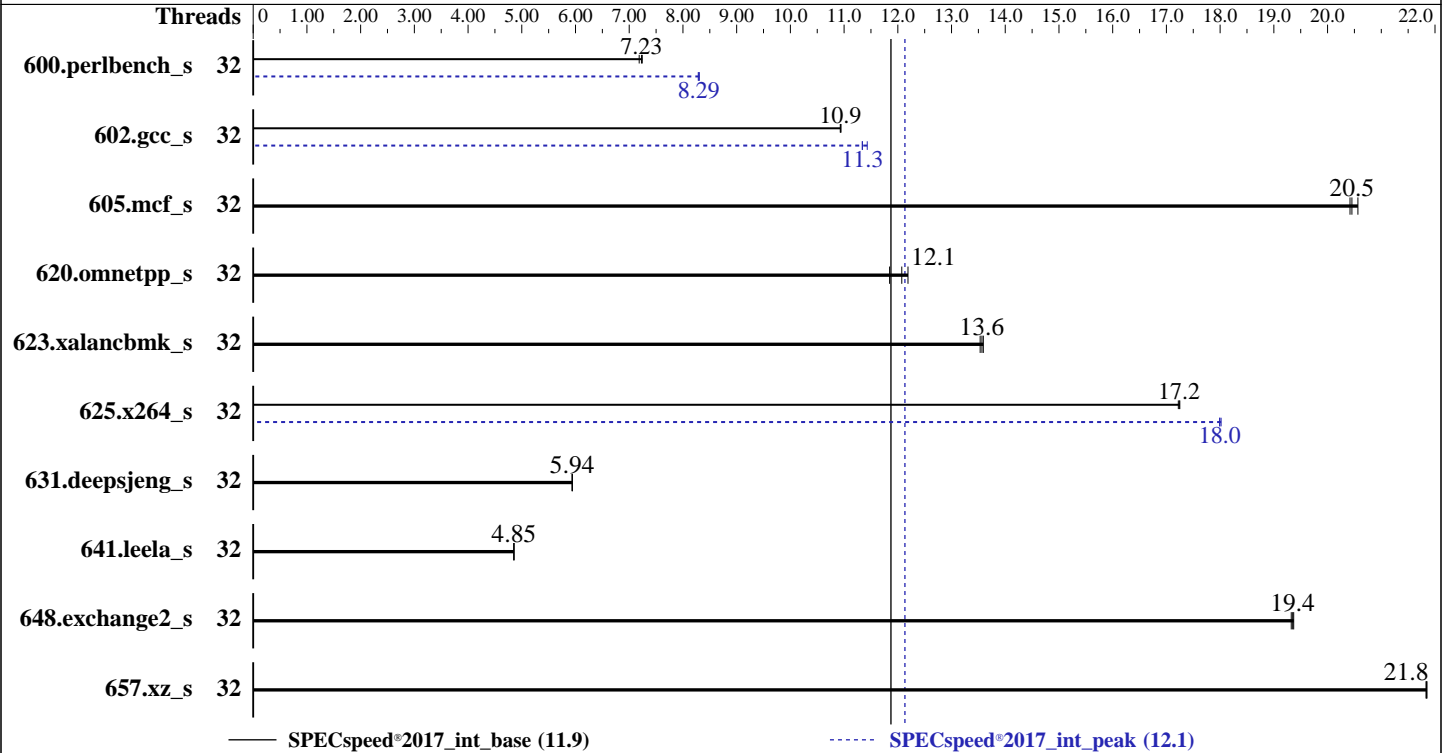 Threads 0 1.00 2.00 3.00 4.00 5.00 6.00 7.00 8.00 9.00 10.0 11.0 12.0 13.0 14.0 15.0 16.0 17.0 18.0 19.0 20.0 22.0
7.23
600.perlbench_s 32
8.29
10.9
602.gcc_s 32
11.3
20.5
605.mcf_s 32
12.1
620.omnetpp_s 32
13.6
623.xalancbmk_s 32
17.2
625.x264_s 32
18.0
5.94
631.deepsjeng_s 32
4.85
641.leela_s 32
19.4
648.exchange2_s 32
21.8
657.xz_s 32
SPECspeed®2017_int_base (11.9) SPECspeed®2017_int_peak (12.1)